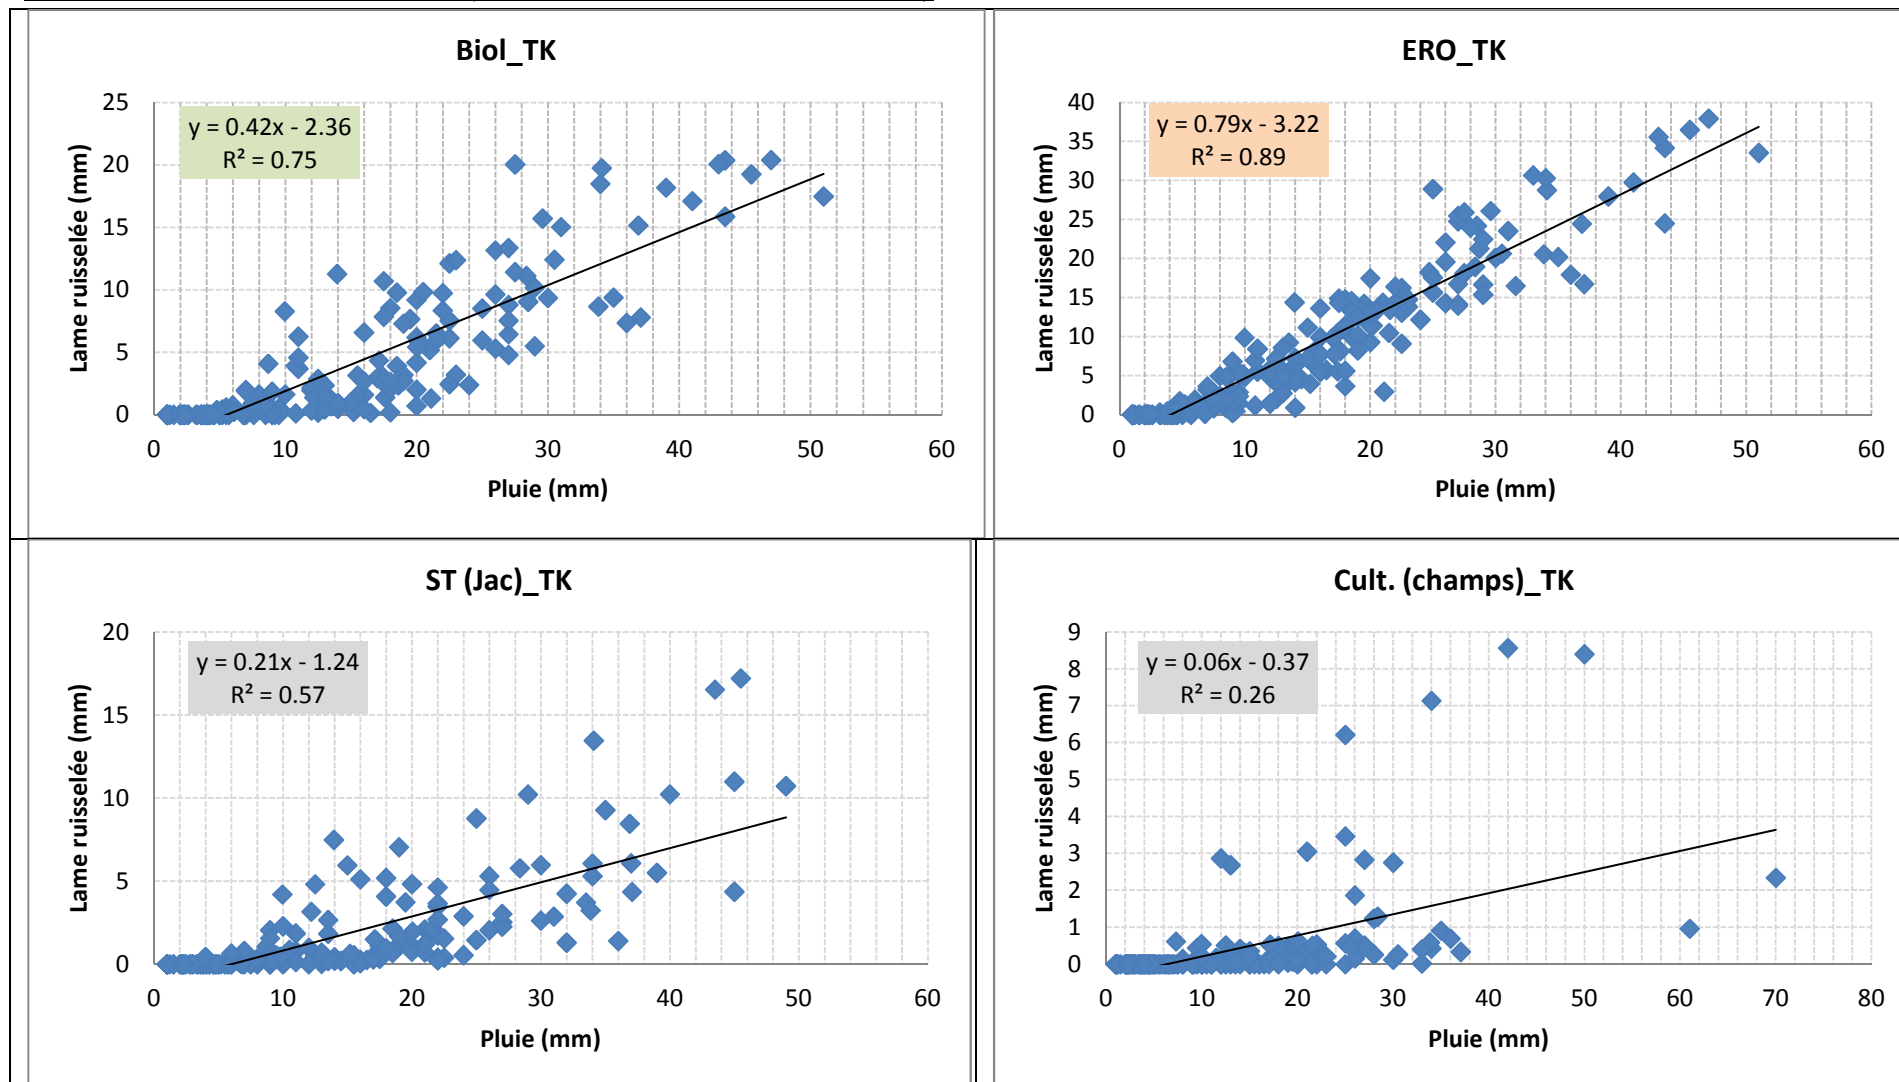 Biol_TK
y = 0.42x - 2.36
R² = 0.75
Lame ruisselée (mm)
25
20
15
10
5
0
0 10 20 30 40 50 60
Pluie (mm)
ERO_TK
y = 0.79x - 3.22
R² = 0.89
Lame ruisselée (mm)
40
35
30
25
20
15
10
5
0
0 10 20 30 40 50 60
Pluie (mm)
ST (Jac)_TK
y = 0.21x - 1.24
R² = 0.57
Lame ruisselée (mm)
20
15
10
5
0
0 10 20 30 40 50 60
Pluie (mm)
Cult. (champs)_TK
y = 0.06x - 0.37
R² = 0.26
Lame ruisselée (mm)
9
8
7
6
5
4
3
2
1
0
0 10 20 30 40 50 60 70 80
Pluie (mm)